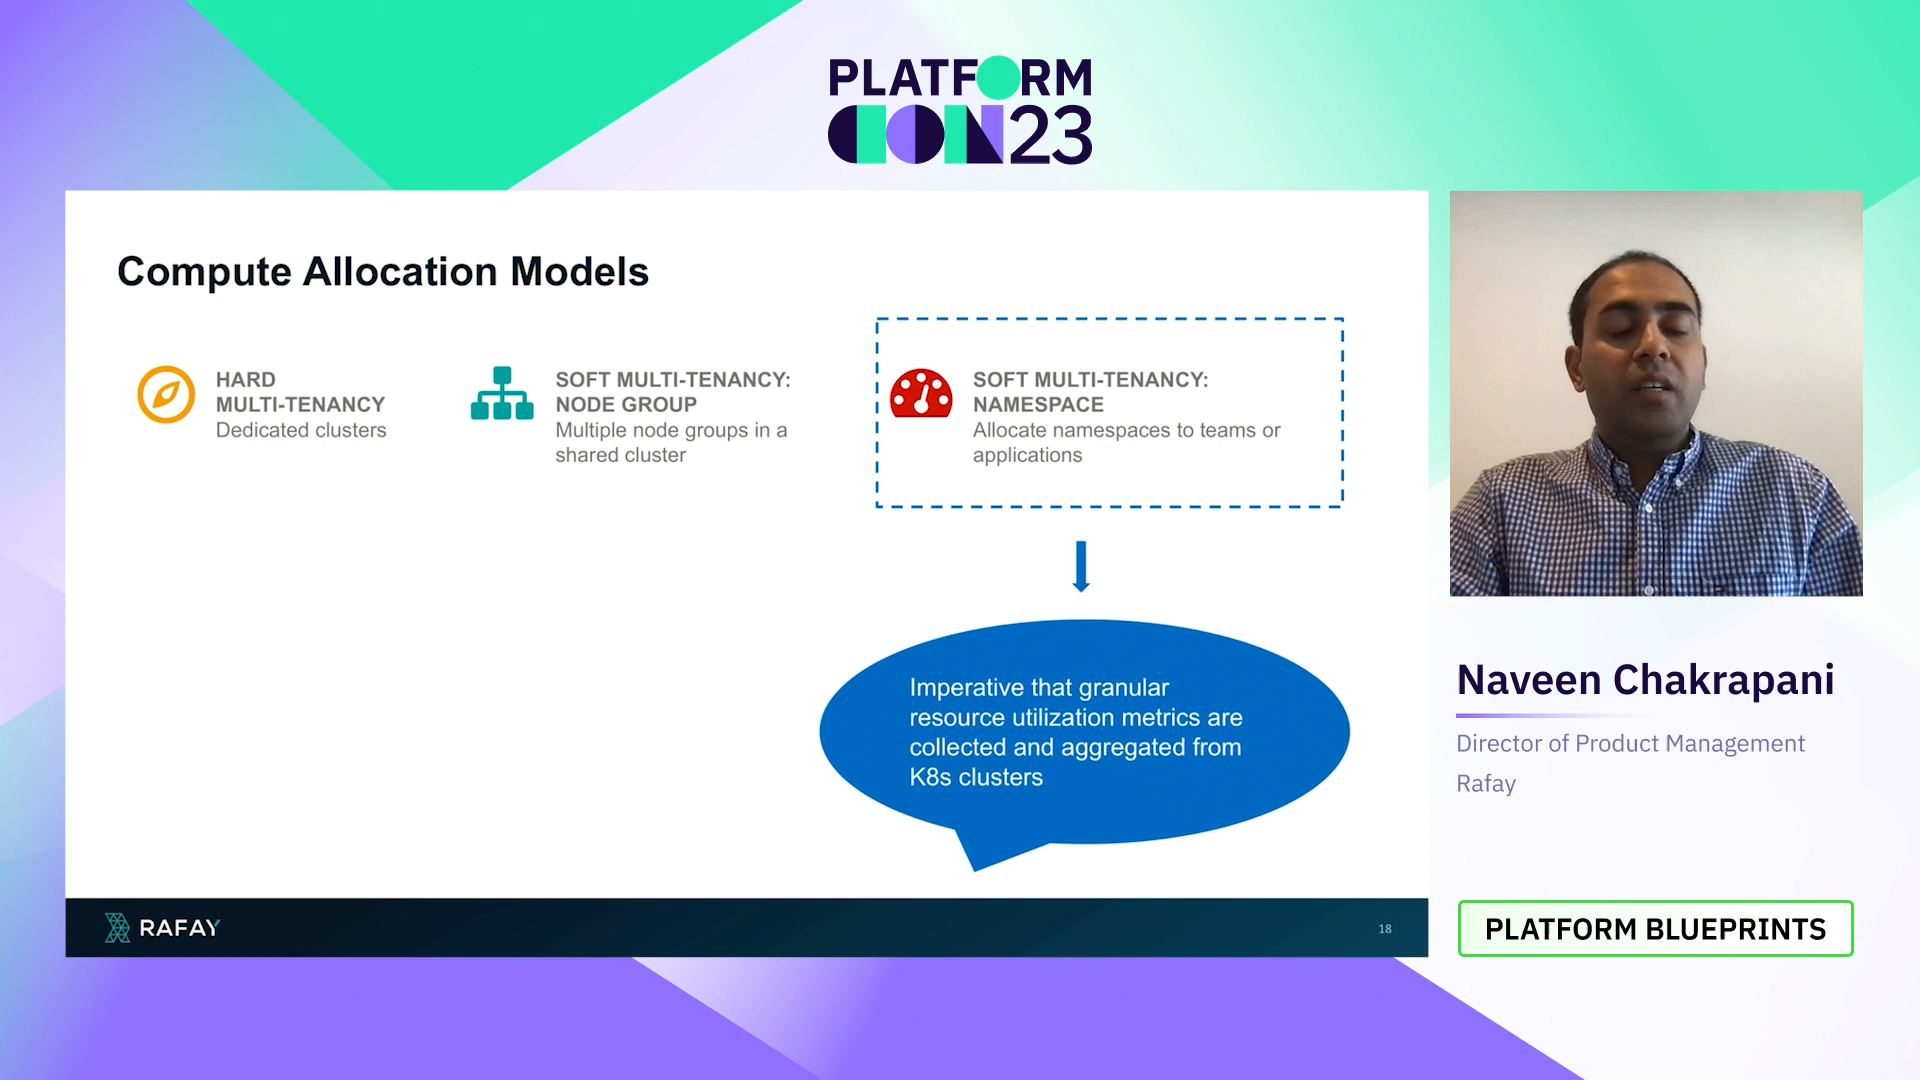 PLATFORM
CON23
Compute Allocation Models
HARD
MULTI-TENANCY
Dedicated clusters
SOFT MULTI-TENANCY:
NODE GROUP
Multiple node groups in a
shared cluster
SOFT MULTI-TENANCY:
NAMESPACE
Allocate namespaces to teams or
applications
Imperative that granular
resource utilization metrics are
collected and aggregated from
K8s clusters
RAFAY
18
Naveen Chakrapani
Director of Product Management
Rafay
PLATFORM BLUEPRINTS